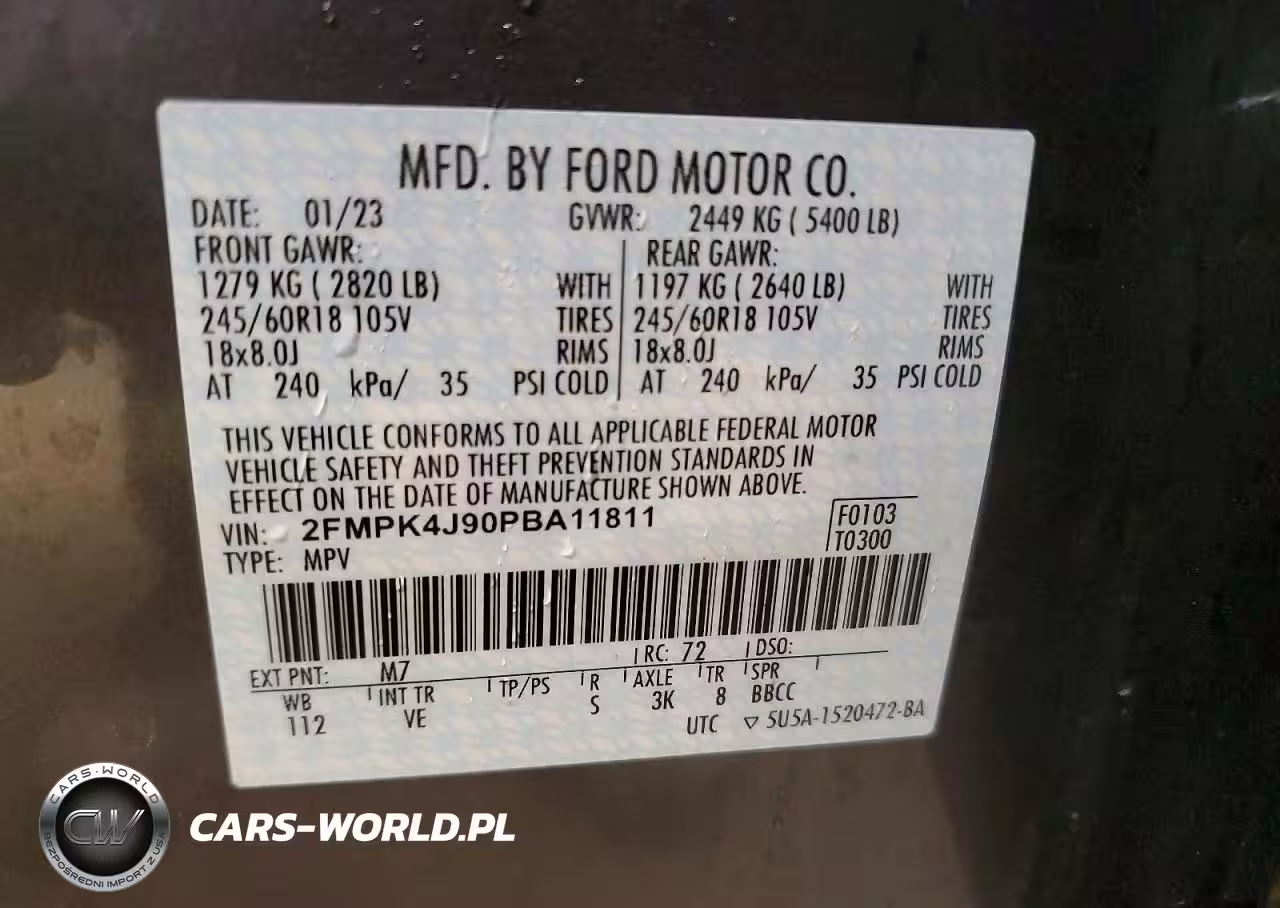 MFD. BY FORD MOTOR CO.
DATE: 01/23 GVWR: 2449 KG ( 5400 LB)
FRONT GAWR: REAR GAWR:
1279 KG ( 2820 LB) WITH 1197 KG ( 2640 LB) WITH
245/60R18 105V TIRES 245/60R18 105V TIRES
18x8.0J RIMS 18x8.0J RIMS
AT 240 kPa/ 35 PSI COLD AT 240 kPa/ 35 PSI COLD
THIS VEHICLE CONFORMS TO ALL APPLICABLE FEDERAL MOTOR
VEHICLE SAFETY AND THEFT PREVENTION STANDARDS IN
EFFECT ON THE DATE OF MANUFACTURE SHOWN ABOVE.
VIN: 2FMPK4J90PBA11811 F0103
TYPE: MPV T0300
EXT PNT: M7 RC: 72 DSO:
WB INT TR TP/PS R AXLE TR SPR
112 VE S 3K 8 BBCC
UTC ▽ 5U5A-1520472-BA
CARS-WORLD
CW
BEZPOŚREDNI IMPORT Z USA
CARS-WORLD.PL